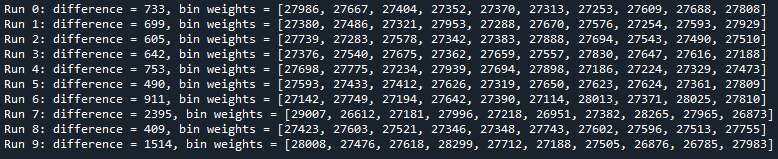 Run 0: difference = 733, bin weights = [27986, 27667, 27404, 27352, 27370, 27313, 27253, 27609, 27688, 27808]
Run 1: difference = 699, bin weights = [27380, 27486, 27321, 27953, 27288, 27670, 27576, 27254, 27593, 27929]
Run 2: difference = 605, bin weights = [27739, 27283, 27578, 27342, 27383, 27888, 27694, 27543, 27490, 27510]
Run 3: difference = 642, bin weights = [27376, 27540, 27675, 27362, 27659, 27557, 27830, 27647, 27616, 27188]
Run 4: difference = 753, bin weights = [27698, 27775, 27234, 27939, 27694, 27898, 27186, 27224, 27329, 27473]
Run 5: difference = 490, bin weights = [27593, 27433, 27412, 27626, 27319, 27650, 27623, 27624, 27361, 27809]
Run 6: difference = 911, bin weights = [27142, 27749, 27194, 27642, 27390, 27114, 28013, 27371, 28025, 27810]
Run 7: difference = 2395, bin weights = [29007, 26612, 27181, 27996, 27218, 26951, 27382, 28265, 27965, 26873]
Run 8: difference = 409, bin weights = [27423, 27603, 27521, 27346, 27348, 27743, 27602, 27596, 27513, 27755]
Run 9: difference = 1514, bin weights = [28008, 27476, 27618, 28299, 27712, 27188, 27505, 26876, 26785, 27983]